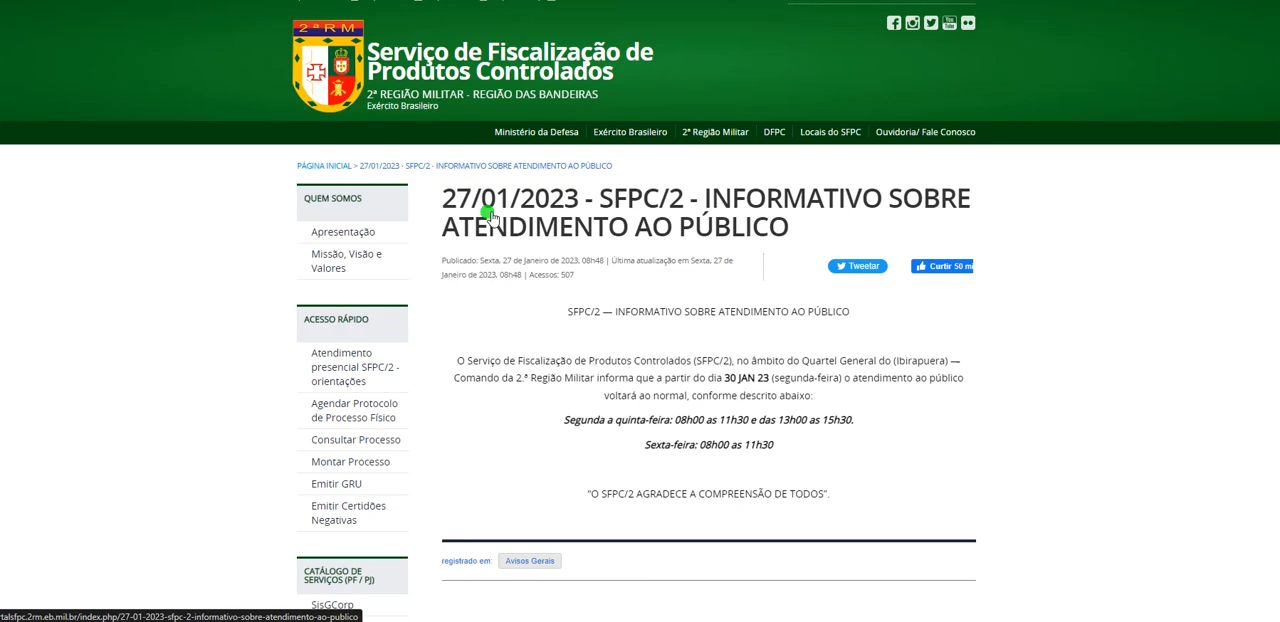 2ª RM
Serviço de Fiscalização de
Produtos Controlados
2ª REGIÃO MILITAR - REGIÃO DAS BANDEIRAS
Exército Brasileiro
You
Tube
Ministério da Defesa
Exército Brasileiro
2ª Região Militar
DFPC
Locais do SFPC
Ouvidoria/ Fale Conosco
PÁGINA INICIAL > 27/01/2023 - SFPC/2 - INFORMATIVO SOBRE ATENDIMENTO AO PÚBLICO
QUEM SOMOS
Apresentação
Missão, Visão e
Valores
ACESSO RÁPIDO
Atendimento
presencial SFPC/2 -
orientações
Agendar Protocolo
de Processo Físico
Consultar Processo
Montar Processo
Emitir GRU
Emitir Certidões
Negativas
CATÁLOGO DE
SERVIÇOS (PF / PJ)
SisGCorp
27/01/2023 - SFPC/2 - INFORMATIVO SOBRE
ATENDIMENTO AO PÚBLICO
Publicado: Sexta, 27 de Janeiro de 2023, 08h48 | Última atualização em Sexta, 27 de
Janeiro de 2023, 08h48 | Acessos: 507
Tweetar
Curtir 50 mi
SFPC/2 — INFORMATIVO SOBRE ATENDIMENTO AO PÚBLICO
O Serviço de Fiscalização de Produtos Controlados (SFPC/2), no âmbito do Quartel General do (Ibirapuera) —
Comando da 2.ª Região Militar informa que a partir do dia 30 JAN 23 (segunda-feira) o atendimento ao público
voltará ao normal, conforme descrito abaixo:
Segunda a quinta-feira: 08h00 as 11h30 e das 13h00 as 15h30.
Sexta-feira: 08h00 as 11h30
"O SFPC/2 AGRADECE A COMPREENSÃO DE TODOS".
registrado em:
Avisos Gerais
rtalsfpc.2rm.eb.mil.br/index.php/27-01-2023-sfpc-2-informativo-sobre-atendimento-ao-publico